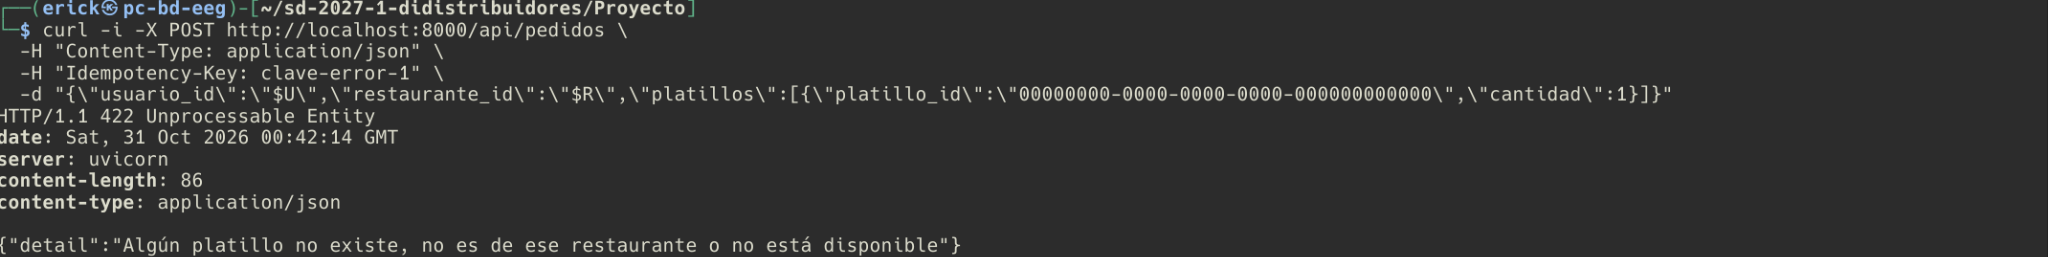 ┌──(erick㉿pc-bd-eeg)-[~/sd-2027-1-didistribuidores/Proyecto]
└─$ curl -i -X POST http://localhost:8000/api/pedidos \
  -H "Content-Type: application/json" \
  -H "Idempotency-Key: clave-error-1" \
  -d "{\"usuario_id\":\"$U\",\"restaurante_id\":\"$R\",\"platillos\":[{\"platillo_id\":\"00000000-0000-0000-0000-000000000000\",\"cantidad\":1}]}"
HTTP/1.1 422 Unprocessable Entity
date: Sat, 31 Oct 2026 00:42:14 GMT
server: uvicorn
content-length: 86
content-type: application/json

{"detail":"Algún platillo no existe, no es de ese restaurante o no está disponible"}